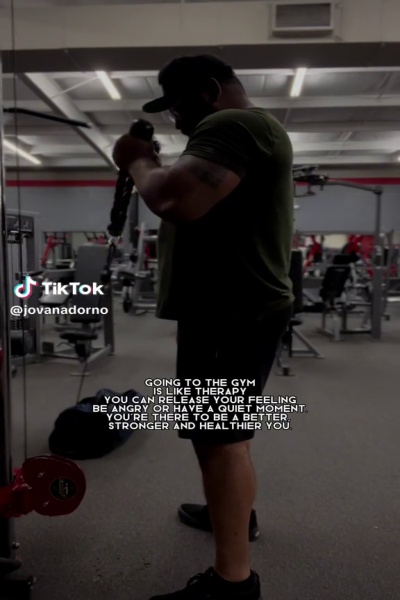 TikTok
@jovanadorno
GOING TO THE GYM
IS LIKE THERAPY
YOU CAN RELEASE YOUR FEELING
BE ANGRY OR HAVE A QUIET MOMENT.
YOU'RE THERE TO BE A BETTER,
STRONGER AND HEALTHIER YOU.